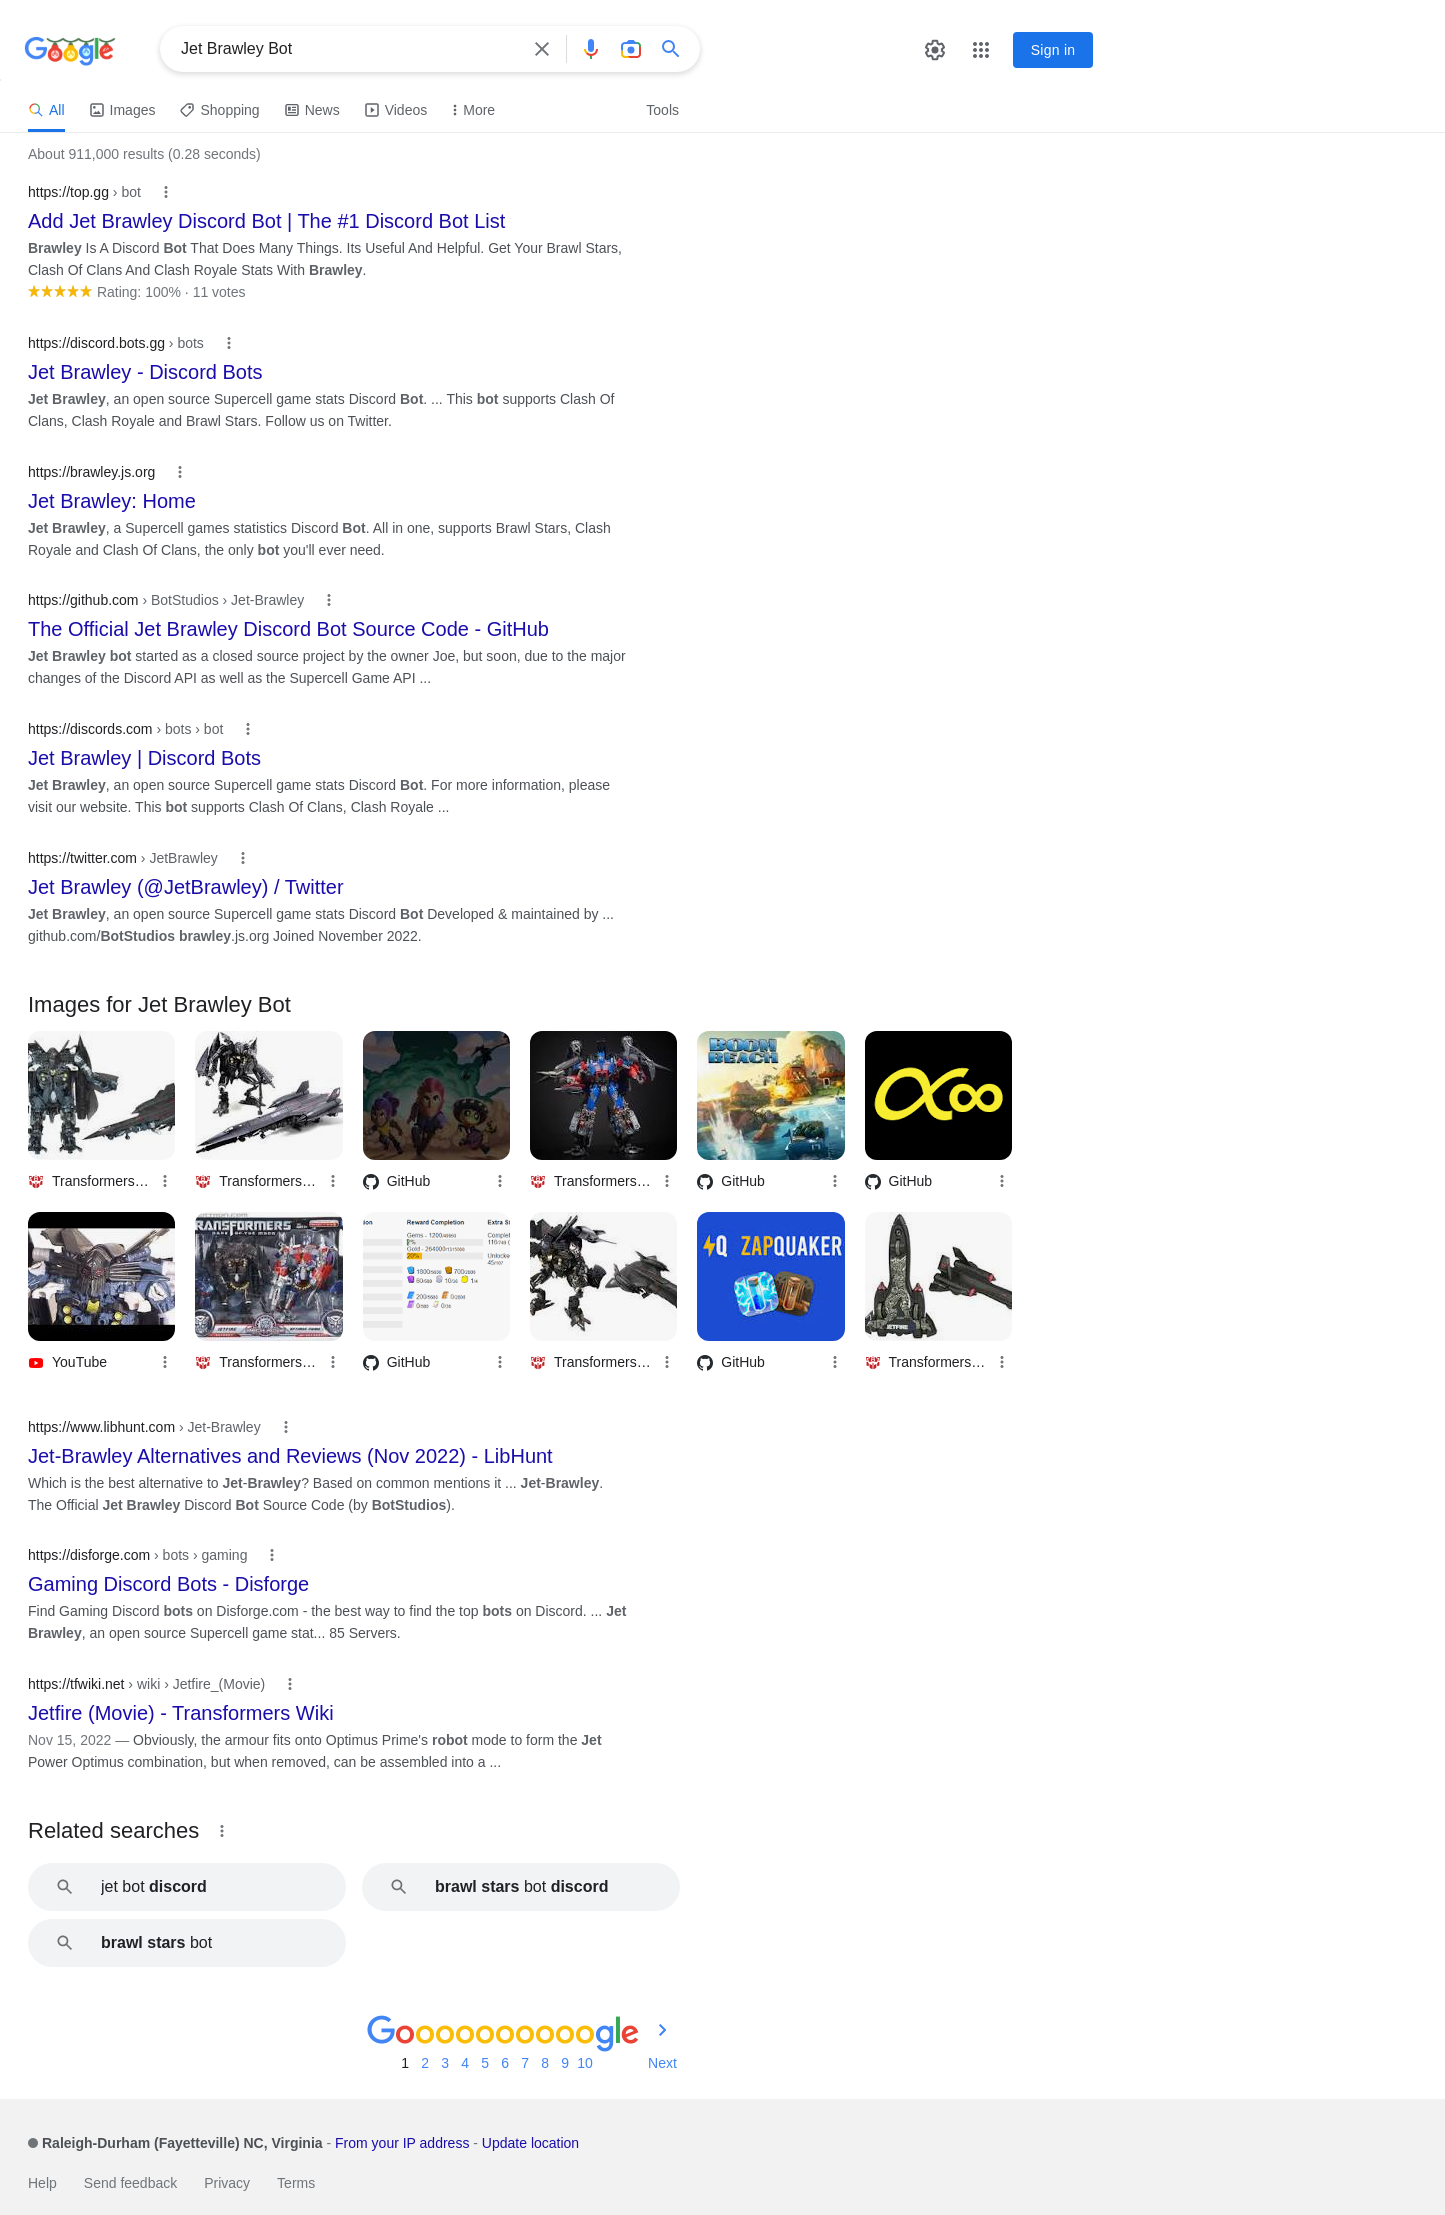 Google
Jet Brawley Bot
Sign in
All
Images
Shopping
News
Videos
More
Tools
About 911,000 results (0.28 seconds)
https://top.gg › bot
Add Jet Brawley Discord Bot | The #1 Discord Bot List
Brawley Is A Discord Bot That Does Many Things. Its Useful And Helpful. Get Your Brawl Stars,
Clash Of Clans And Clash Royale Stats With Brawley.
Rating: 100% · 11 votes
https://discord.bots.gg › bots
Jet Brawley - Discord Bots
Jet Brawley, an open source Supercell game stats Discord Bot. ... This bot supports Clash Of
Clans, Clash Royale and Brawl Stars. Follow us on Twitter.
https://brawley.js.org
Jet Brawley: Home
Jet Brawley, a Supercell games statistics Discord Bot. All in one, supports Brawl Stars, Clash
Royale and Clash Of Clans, the only bot you'll ever need.
https://github.com › BotStudios › Jet-Brawley
The Official Jet Brawley Discord Bot Source Code - GitHub
Jet Brawley bot started as a closed source project by the owner Joe, but soon, due to the major
changes of the Discord API as well as the Supercell Game API ...
https://discords.com › bots › bot
Jet Brawley | Discord Bots
Jet Brawley, an open source Supercell game stats Discord Bot. For more information, please
visit our website. This bot supports Clash Of Clans, Clash Royale ...
https://twitter.com › JetBrawley
Jet Brawley (@JetBrawley) / Twitter
Jet Brawley, an open source Supercell game stats Discord Bot Developed & maintained by ...
github.com/BotStudios brawley.js.org Joined November 2022.
Images for Jet Brawley Bot
BOOM
BEACH
Transformers…
Transformers…
GitHub
Transformers…
GitHub
GitHub
TRANSFORMERS
Reward Completion
Q ZAPQUAKER
JETFIRE
YouTube
Transformers…
GitHub
Transformers…
GitHub
Transformers…
https://www.libhunt.com › Jet-Brawley
Jet-Brawley Alternatives and Reviews (Nov 2022) - LibHunt
Which is the best alternative to Jet-Brawley? Based on common mentions it ... Jet-Brawley.
The Official Jet Brawley Discord Bot Source Code (by BotStudios).
https://disforge.com › bots › gaming
Gaming Discord Bots - Disforge
Find Gaming Discord bots on Disforge.com - the best way to find the top bots on Discord. ... Jet
Brawley, an open source Supercell game stat... 85 Servers.
https://tfwiki.net › wiki › Jetfire_(Movie)
Jetfire (Movie) - Transformers Wiki
Nov 15, 2022 — Obviously, the armour fits onto Optimus Prime's robot mode to form the Jet
Power Optimus combination, but when removed, can be assembled into a ...
Related searches
jet bot discord
brawl stars bot discord
brawl stars bot
Goooooooooogle
1 2 3 4 5 6 7 8 9 10 Next
Raleigh-Durham (Fayetteville) NC, Virginia - From your IP address - Update location
Help
Send feedback
Privacy
Terms